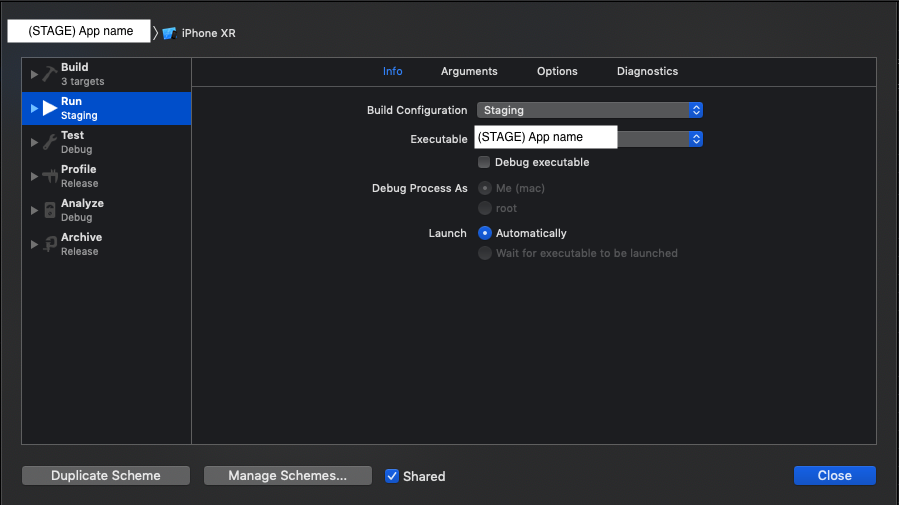 (STAGE) App name
iPhone XR
Build
3 targets
Run
Staging
Test
Debug
Profile
Release
Analyze
Debug
Archive
Release
Info Arguments Options Diagnostics
Build Configuration Staging
Executable (STAGE) App name
Debug executable
Debug Process As Me (mac)
root
Launch Automatically
Wait for executable to be launched
Duplicate Scheme Manage Schemes... Shared Close